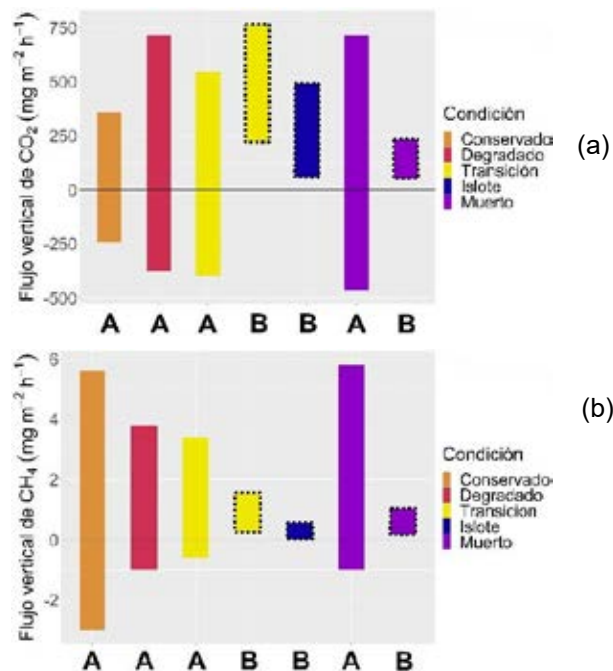 Flujo vertical de CO₂ (mg m⁻² h⁻¹)
750
500
250
0
-250
-500
A A A B B A B
Condición
Conservado
Degradado
Transición
Islote
Muerto
(a)
Flujo vertical de CH₄ (mg m⁻² h⁻¹)
6
4
2
0
-2
A A A B B A B
Condición
Conservado
Degradado
Transicion
Islote
Muerto
(b)